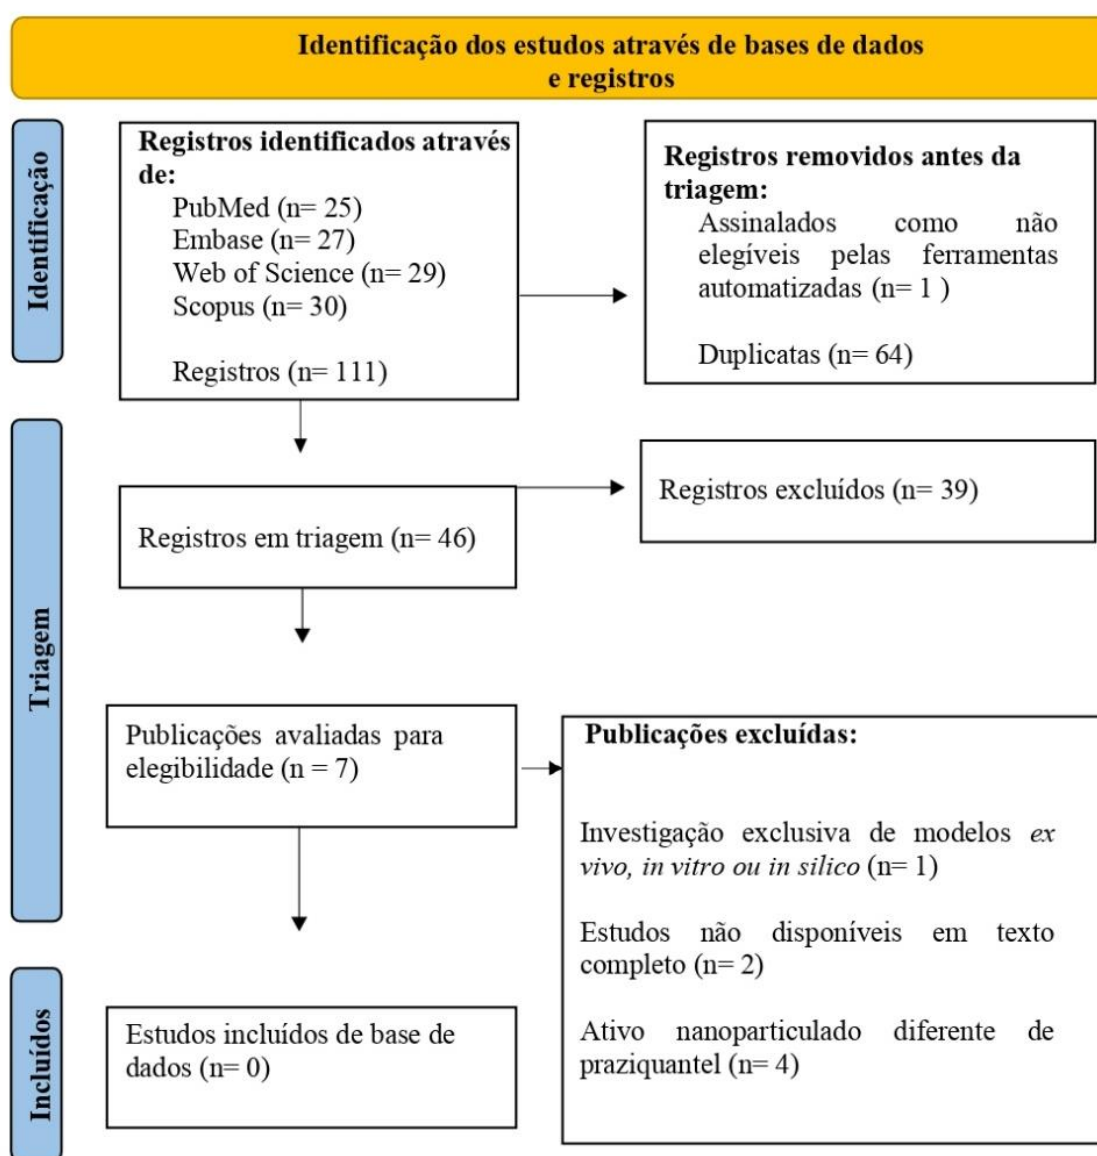 Identificação dos estudos através de bases de dados
e registros
Identificação
Registros identificados através
de:
PubMed (n= 25)
Embase (n= 27)
Web of Science (n= 29)
Scopus (n= 30)
Registros (n= 111)
Registros removidos antes da
triagem:
Assinalados como não
elegíveis pelas ferramentas
automatizadas (n= 1 )
Duplicatas (n= 64)
Triagem
Registros em triagem (n= 46)
Registros excluídos (n= 39)
Publicações avaliadas para
elegibilidade (n = 7)
Publicações excluídas:
Investigação exclusiva de modelos ex
vivo, in vitro ou in silico (n= 1)
Estudos não disponíveis em texto
completo (n= 2)
Ativo nanoparticulado diferente de
praziquantel (n= 4)
Incluídos
Estudos incluídos de base de
dados (n= 0)